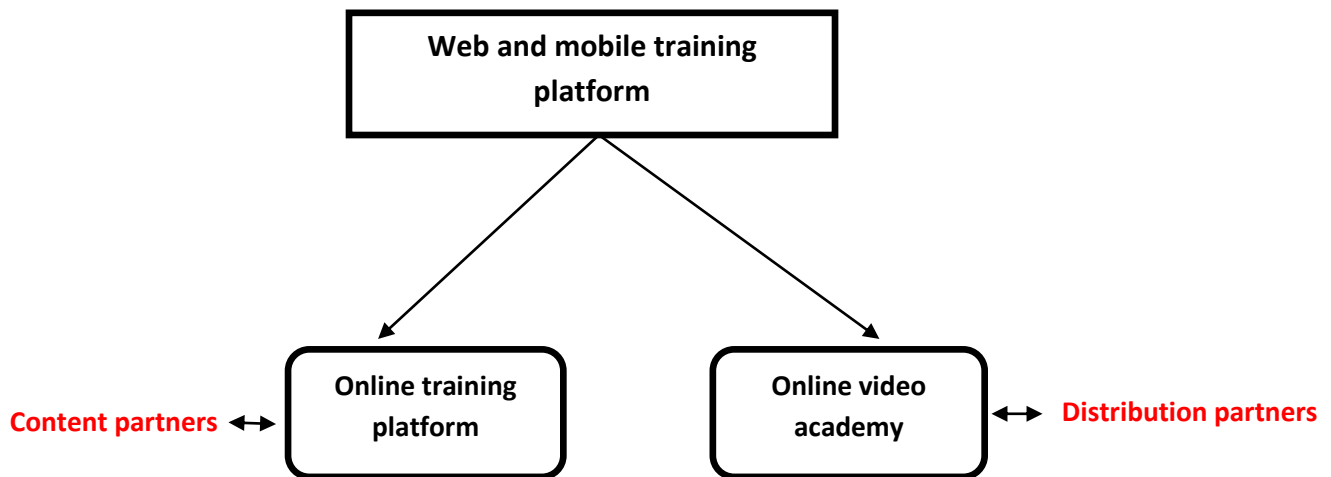 Web and mobile training
platform
Online training
platform
Online video
academy
Content partners
Distribution partners